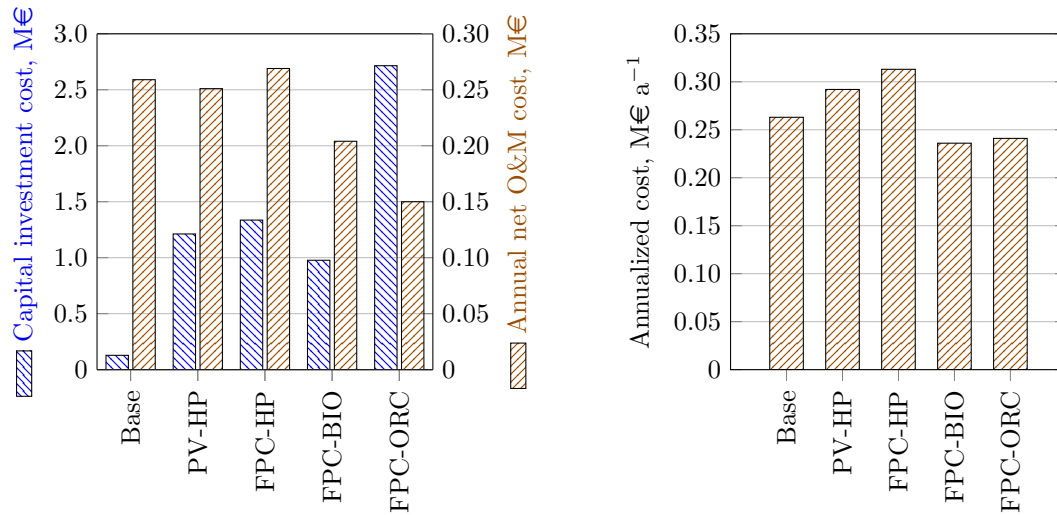 Capital investment cost, M€
3.0
2.5
2.0
1.5
1.0
0.5
0
0.30
0.25
0.20
0.15
0.10
0.05
0
Annual net O&M cost, M€
Base
PV-HP
FPC-HP
FPC-BIO
FPC-ORC
Annualized cost, M€ a⁻¹
0.35
0.30
0.25
0.20
0.15
0.10
0.05
0
Base
PV-HP
FPC-HP
FPC-BIO
FPC-ORC